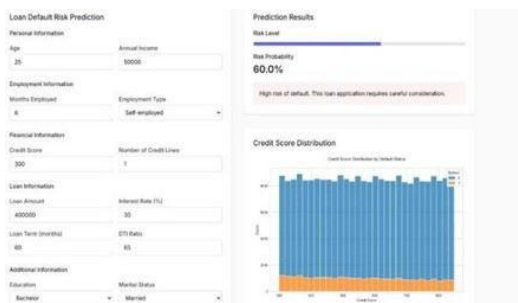 Loan Default Risk Prediction
Personal Information
Age
Annual Income
25
50000
Employment Information
Months Employed
Employment Type
6
Self-employed
Financial Information
Credit Score
Number of Credit Lines
300
1
Loan Information
Loan Amount
Interest Rate (%)
400000
30
Loan Term (months)
DTI Ratio
60
65
Additional Information
Education
Marital Status
Bachelor
Married
Prediction Results
Risk Level
Risk Probability
60.0%
High risk of default. This loan application requires careful consideration.
Credit Score Distribution
Credit Score Distribution by Default Status
Count
Credit Score